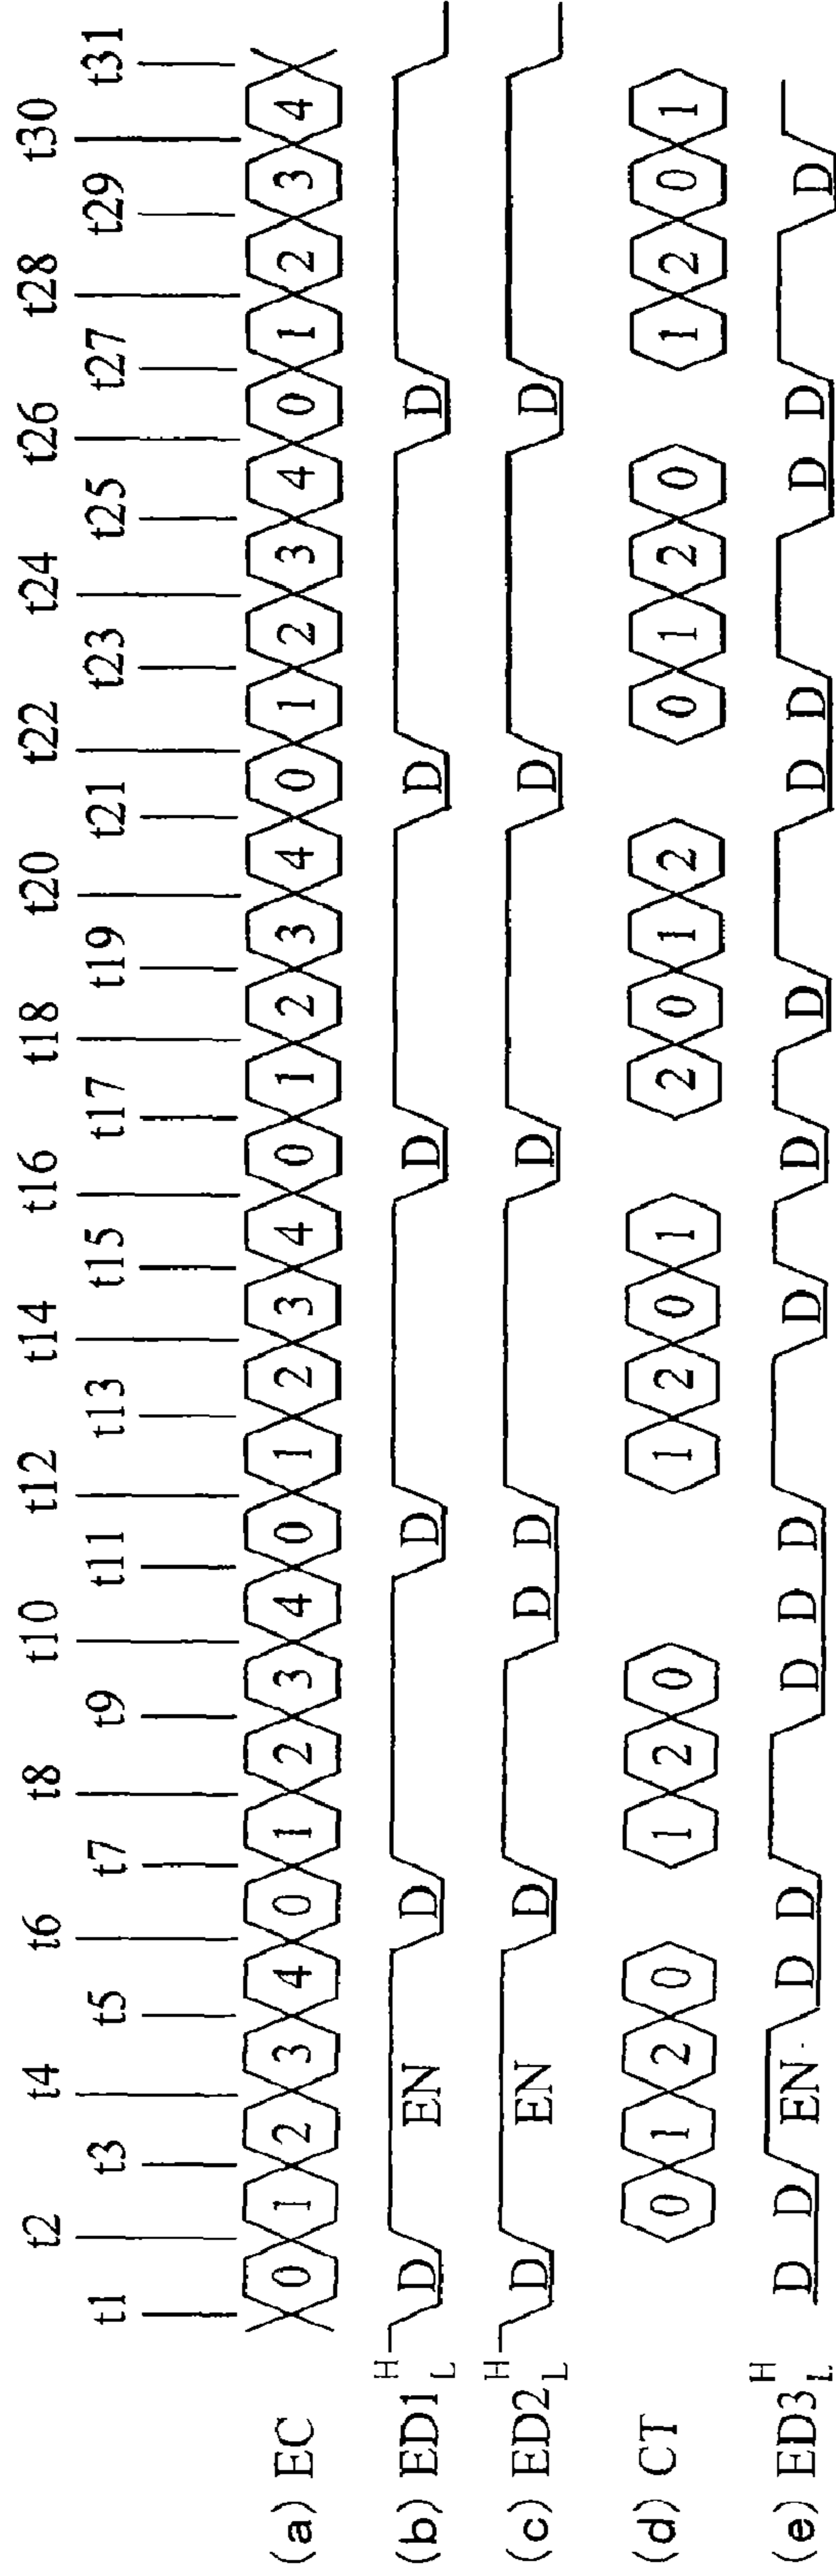 t2 t4 t6 t8 t10 t12 t14 t16 t18 t20 t22 t24 t26 t28 t30
t1 t3 t5 t7 t9 t11 t13 t15 t17 t19 t21 t23 t25 t27 t29 t31
(a) EC 0 1 2 3 4 0 1 2 3 4 0 1 2 3 4 0 1 2 3 4 0 1 2 3 4 0 1 2 3 4
(b) ED1 H L D EN D D D D D
(c) ED2 H L D EN D D D D D D
(d) CT 0 1 2 0 1 2 0 1 2 0 1 2 0 1 2 0 1 2 0 1 2 0 1
(e) ED3 H L D D EN D D D D D D D D D D D D D